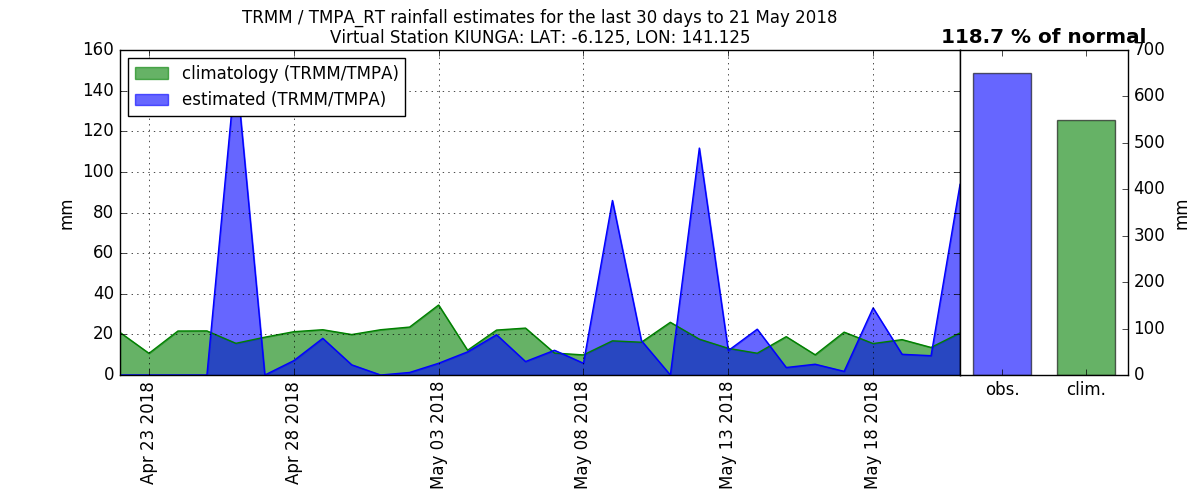 TRMM / TMPA_RT rainfall estimates for the last 30 days to 21 May 2018
Virtual Station KIUNGA: LAT: -6.125, LON: 141.125
118.7 % of normal
climatology (TRMM/TMPA)
estimated (TRMM/TMPA)
160
140
120
100
80
60
40
20
0
mm
700
600
500
400
300
200
100
0
mm
Apr 23 2018
Apr 28 2018
May 03 2018
May 08 2018
May 13 2018
May 18 2018
obs.
clim.